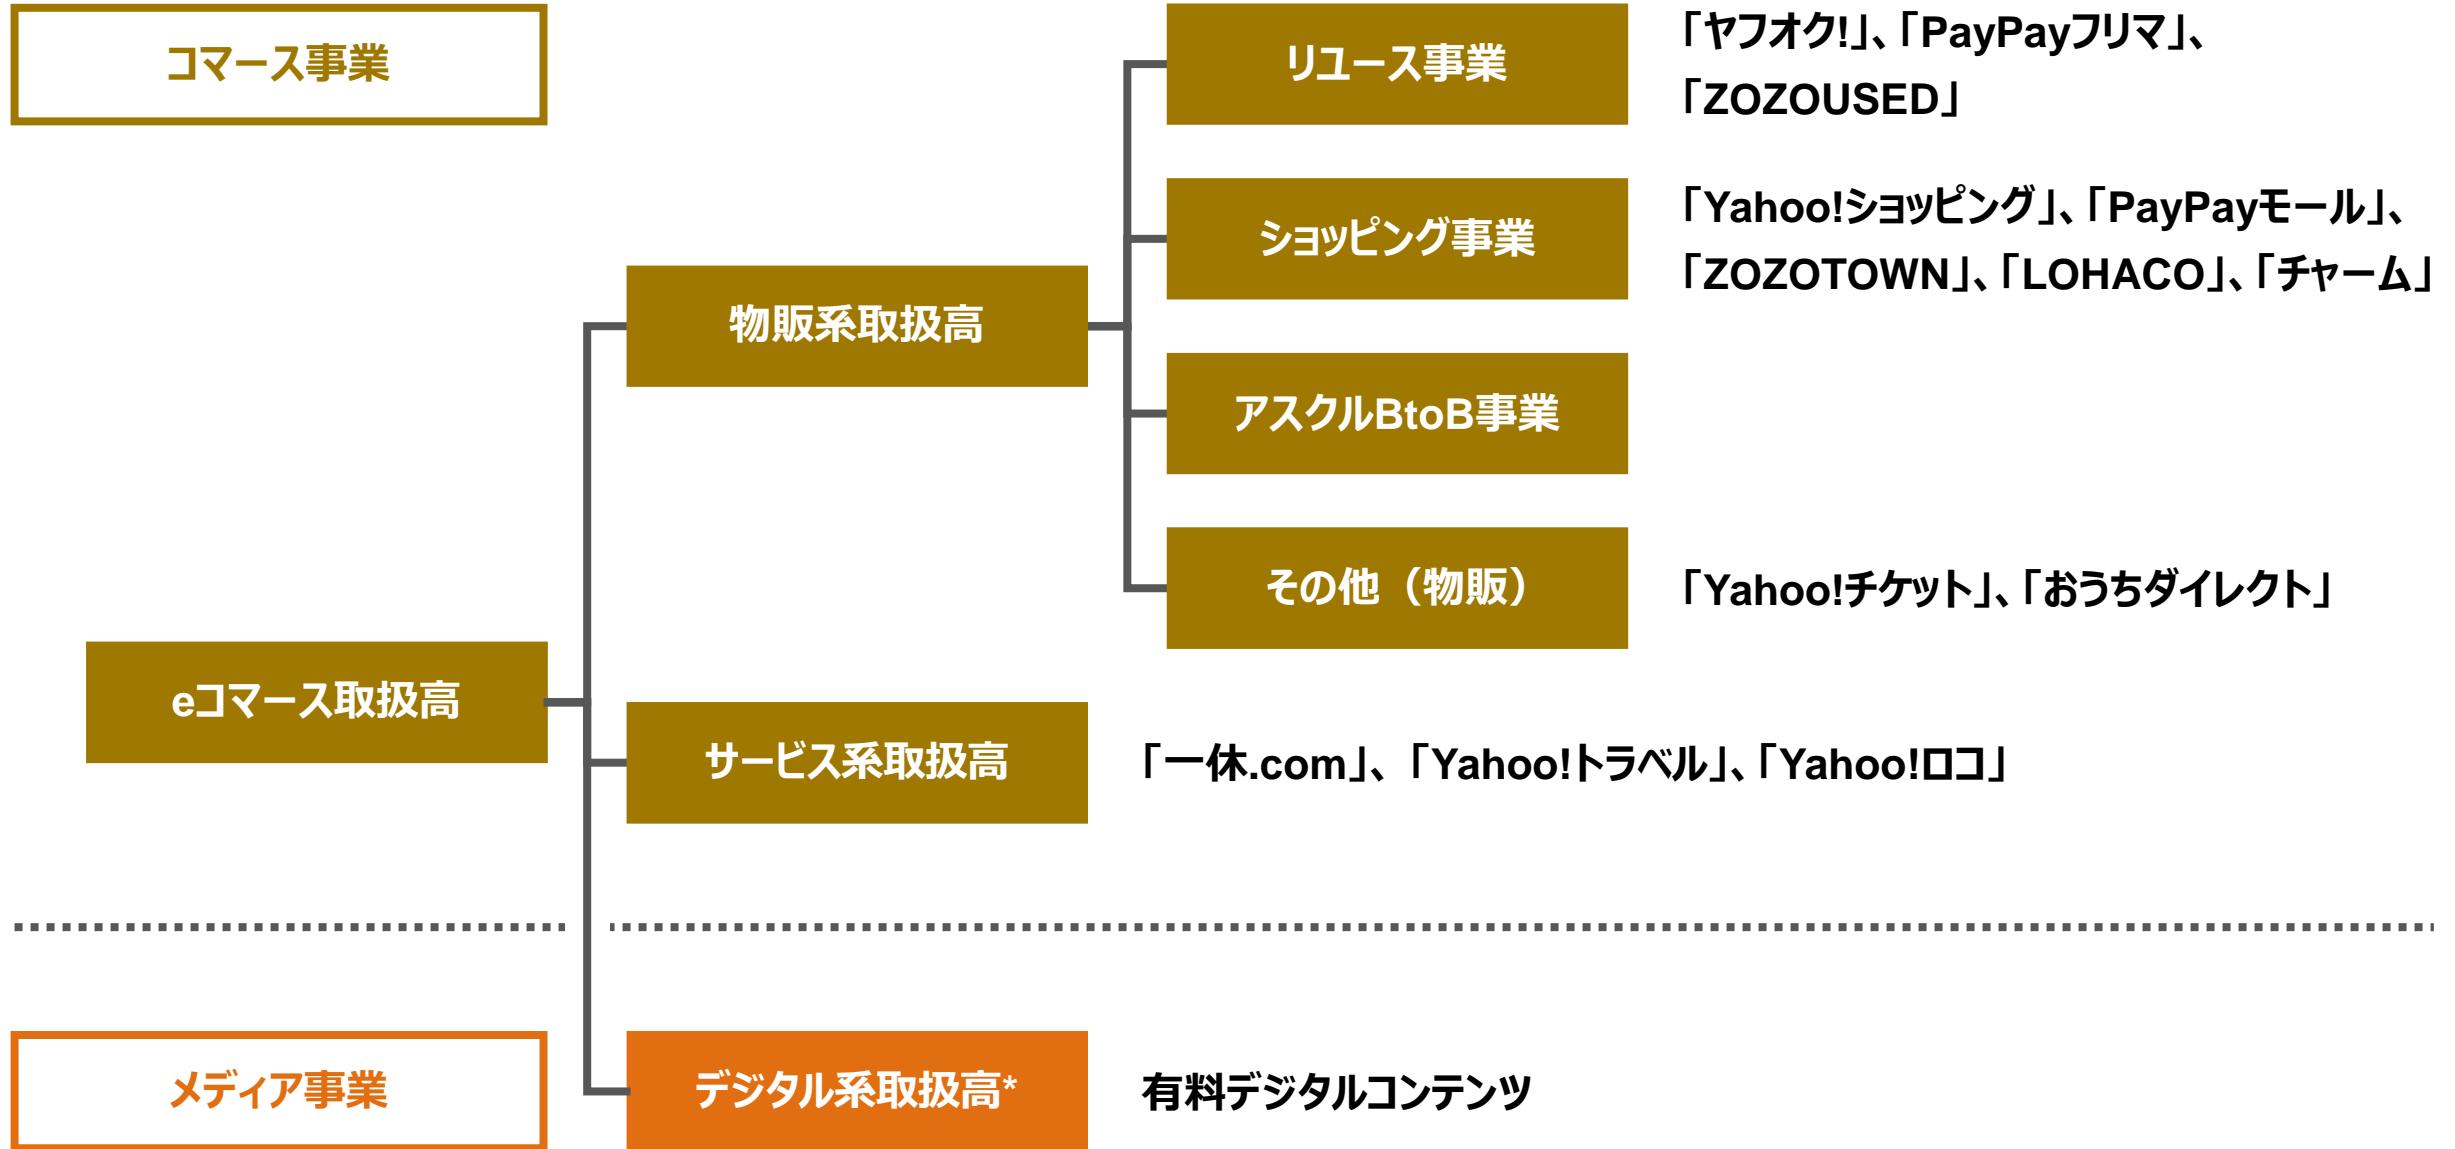 コマース事業
リユース事業
「ヤフオク!」、「PayPayフリマ」、
「ZOZOUSED」
ショッピング事業
「Yahoo!ショッピング」、「PayPayモール」、
「ZOZOTOWN」、「LOHACO」、「チャーム」
物販系取扱高
アスクルBtoB事業
その他（物販）
「Yahoo!チケット」、「おうちダイレクト」
eコマース取扱高
サービス系取扱高
「一休.com」、「Yahoo!トラベル」、「Yahoo!ロコ」
メディア事業
デジタル系取扱高*
有料デジタルコンテンツ